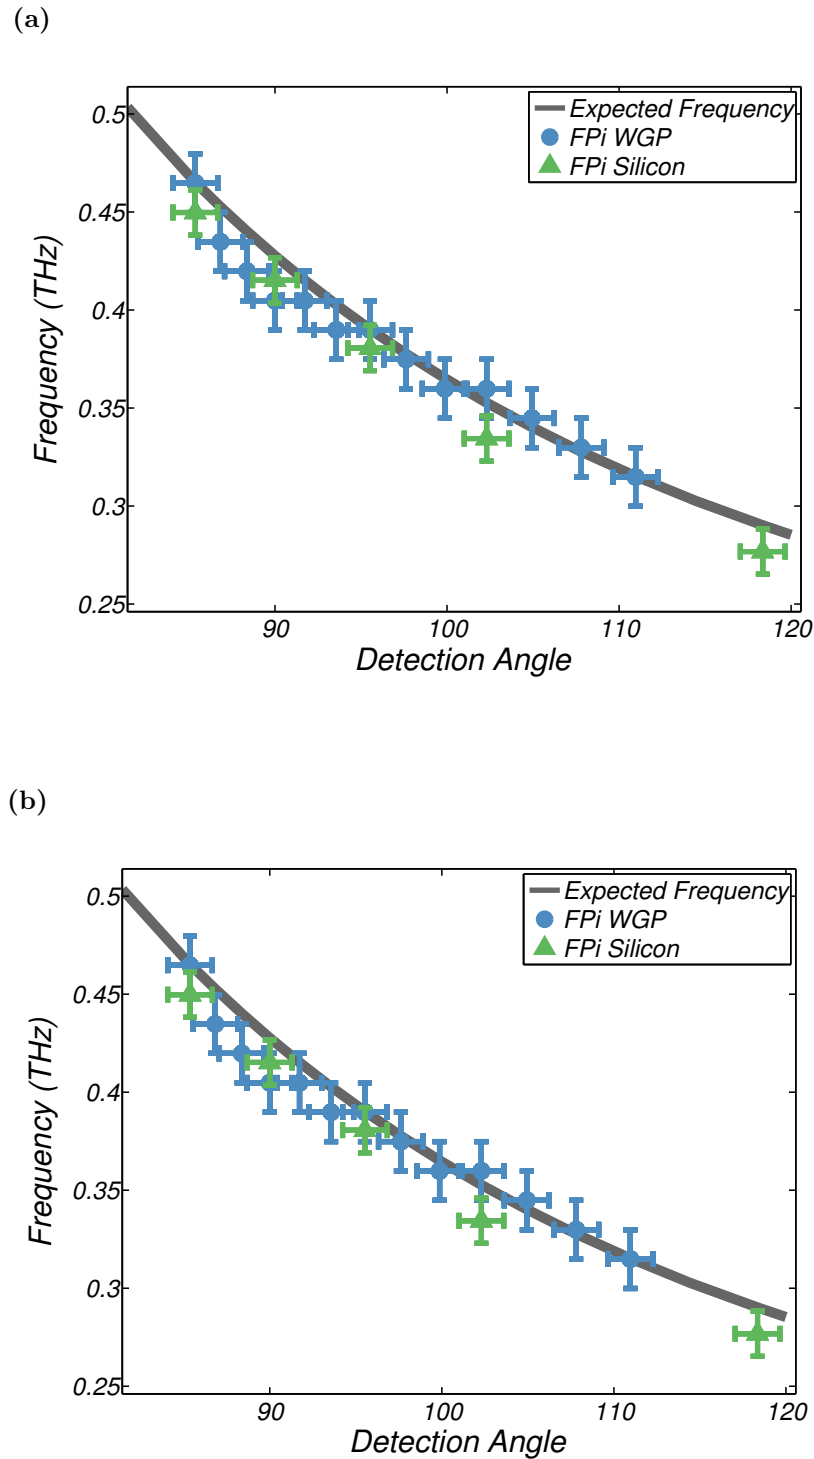 (a)
Expected Frequency
FPi WGP
FPi Silicon
0.5
0.45
0.4
0.35
0.3
0.25
Frequency (THz)
90 100 110 120
Detection Angle
(b)
Expected Frequency
FPi WGP
FPi Silicon
0.5
0.45
0.4
0.35
0.3
0.25
Frequency (THz)
90 100 110 120
Detection Angle